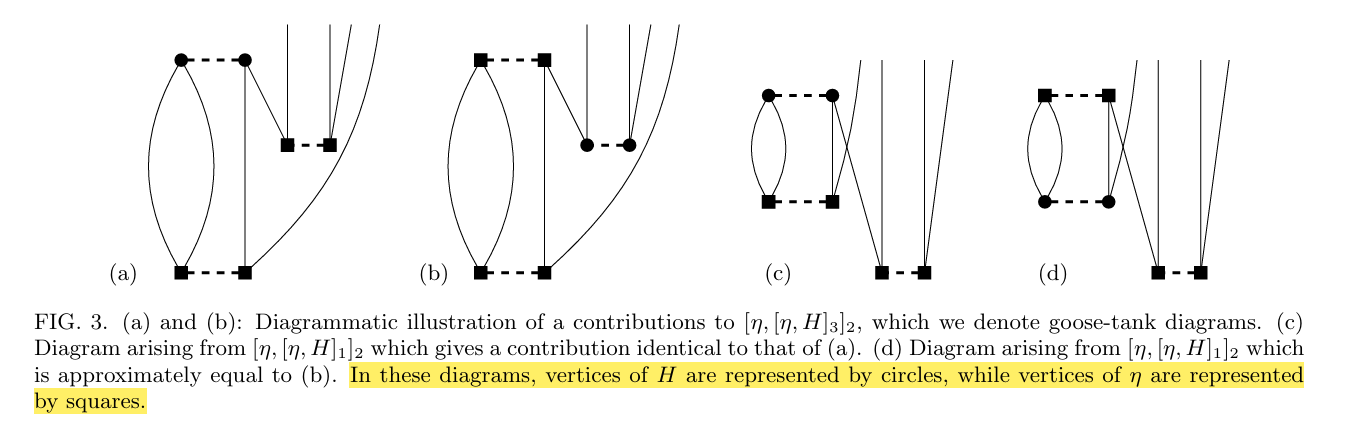 (a) (b) (c) (d)
FIG. 3. (a) and (b): Diagrammatic illustration of a contributions to [η, [η, H]₃]₂, which we denote goose-tank diagrams. (c)
Diagram arising from [η, [η, H]₁]₂ which gives a contribution identical to that of (a). (d) Diagram arising from [η, [η, H]₁]₂ which
is approximately equal to (b). In these diagrams, vertices of H are represented by circles, while vertices of η are represented
by squares.